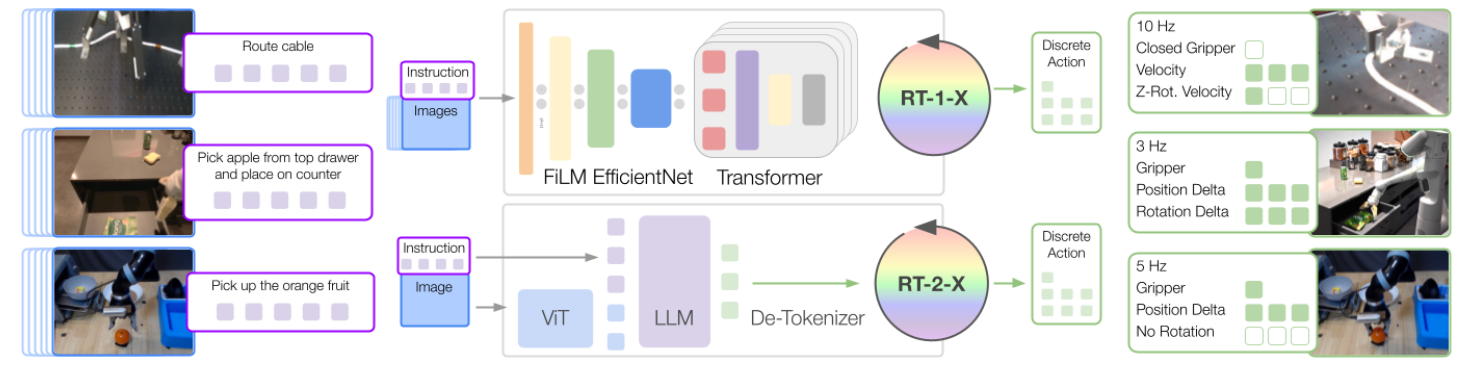 Route cable
Pick apple from top drawer
and place on counter
Pick up the orange fruit
Instruction
Images
FiLM EfficientNet
Transformer
RT-1-X
Discrete
Action
Instruction
Image
ViT
LLM
De-Tokenizer
RT-2-X
Discrete
Action
10 Hz
Closed Gripper
Velocity
Z-Rot. Velocity
3 Hz
Gripper
Position Delta
Rotation Delta
5 Hz
Gripper
Position Delta
No Rotation